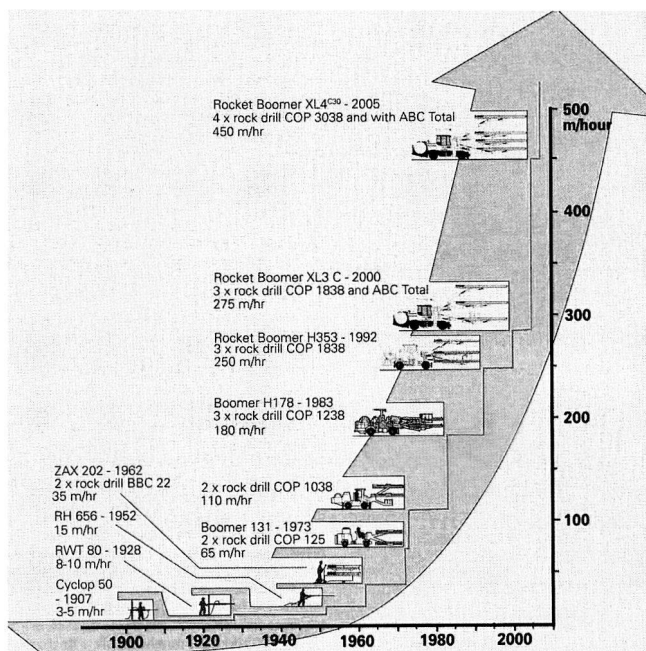 Rocket Boomer XL4C30 - 2005
4 x rock drill COP 3038 and with ABC Total
450 m/hr
500
m/hour
400
Rocket Boomer XL3 C - 2000
3 x rock drill COP 1838 and ABC Total
275 m/hr
300
Rocket Boomer H353 - 1992
3 x rock drill COP 1838
250 m/hr
Boomer H178 - 1983
3 x rock drill COP 1238
180 m/hr
200
ZAX 202 - 1962
2 x rock drill BBC 22
35 m/hr
2 x rock drill COP 1038
110 m/hr
100
RH 656 - 1952
15 m/hr
Boomer 131 - 1973
2 x rock drill COP 125
65 m/hr
RWT 80 - 1928
8-10 m/hr
Cyclop 50
- 1907
3-5 m/hr
1900 1920 1940 1960 1980 2000